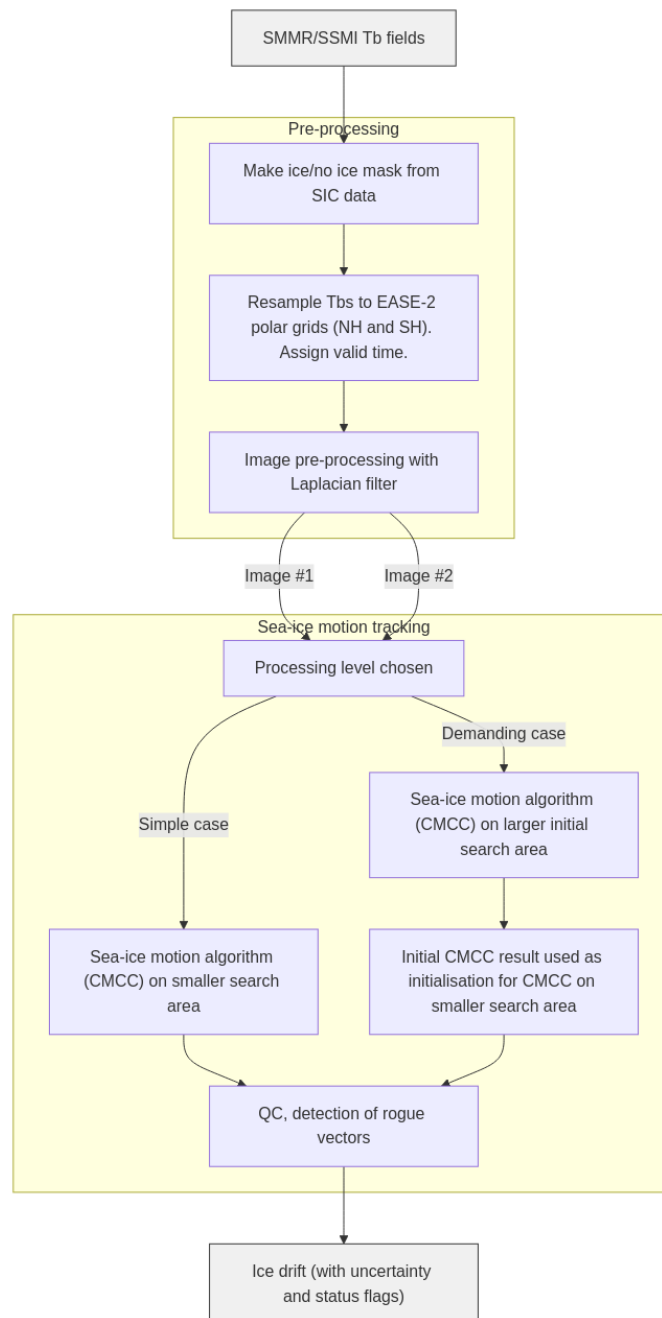 SMMR/SSMI Tb fields
Pre-processing
Make ice/no ice mask from
SIC data
Resample Tbs to EASE-2
polar grids (NH and SH).
Assign valid time.
Image pre-processing with
Laplacian filter
Image #1
Image #2
Sea-ice motion tracking
Processing level chosen
Demanding case
Sea-ice motion algorithm
(CMCC) on larger initial
search area
Simple case
Sea-ice motion algorithm
(CMCC) on smaller search
area
Initial CMCC result used as
initialisation for CMCC on
smaller search area
QC, detection of rogue
vectors
Ice drift (with uncertainty
and status flags)